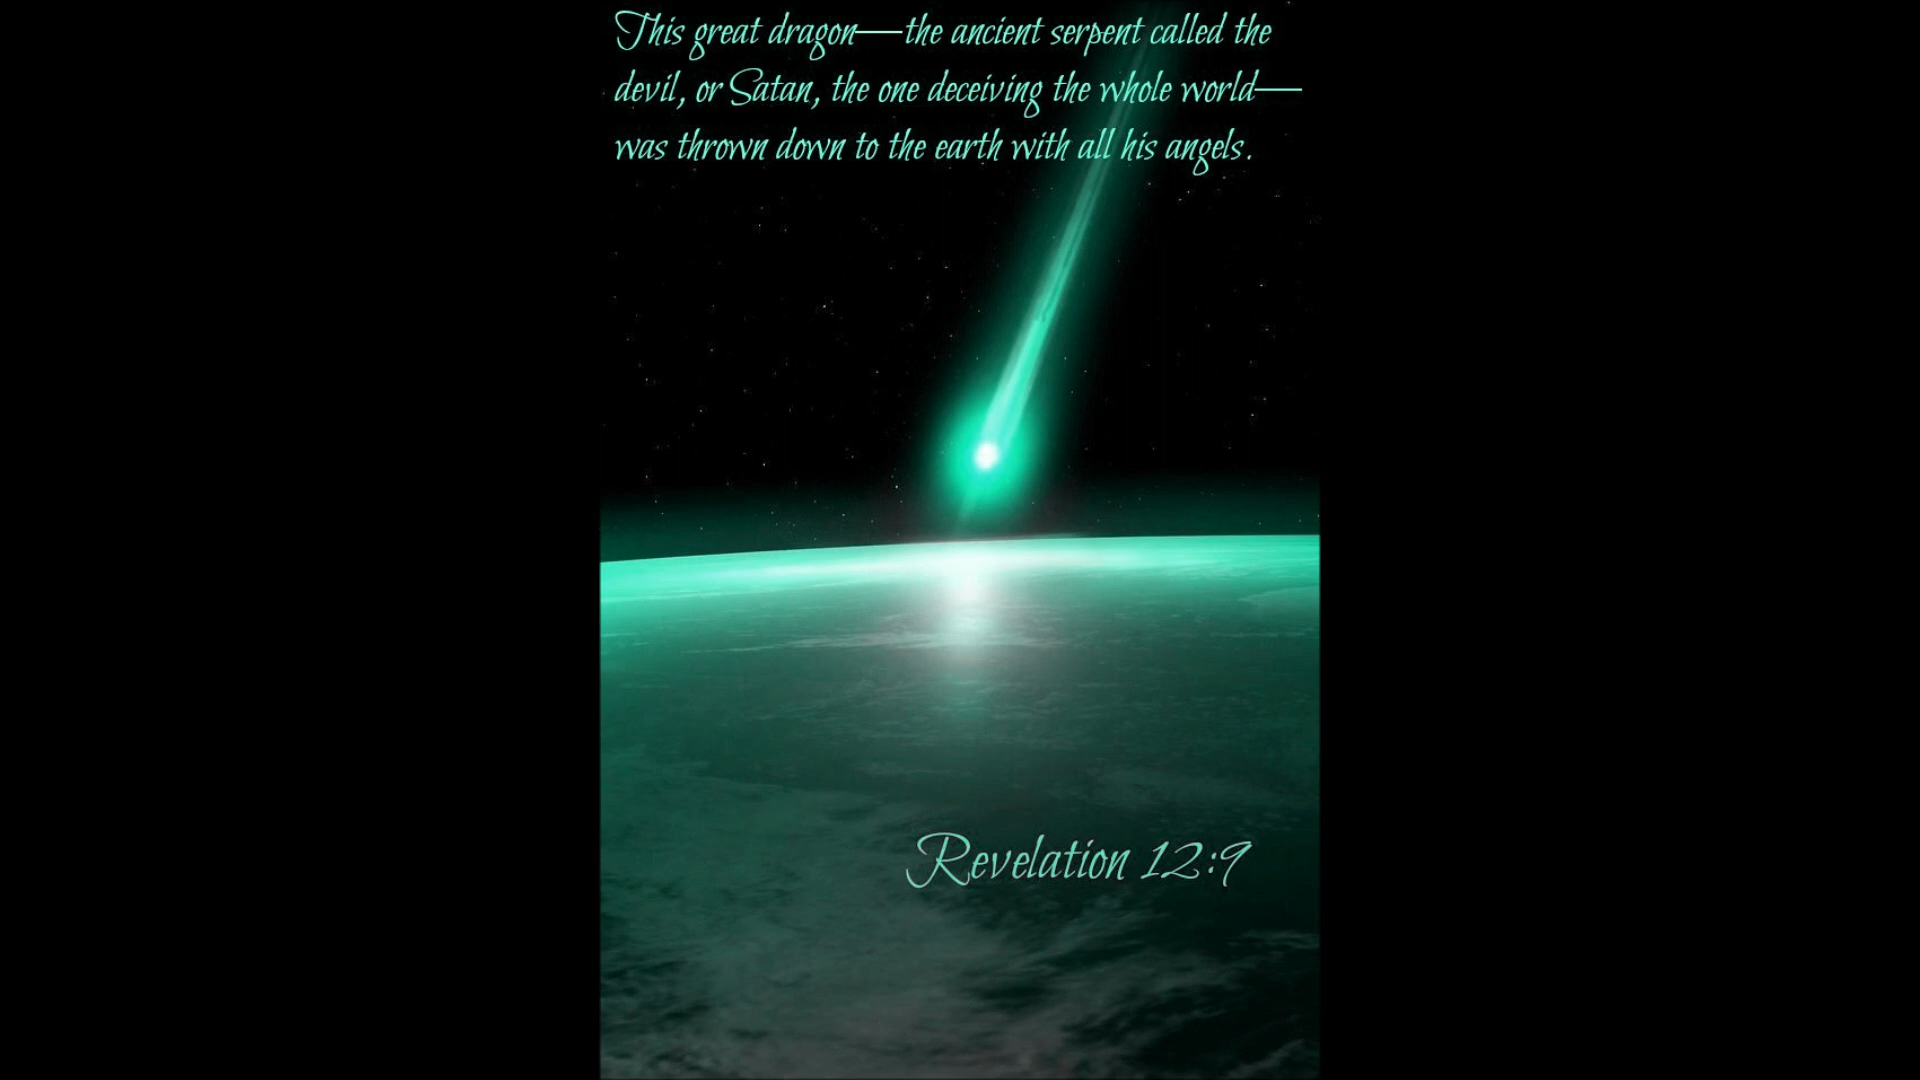 This great dragon—the ancient serpent called the
devil, or Satan, the one deceiving the whole world—
was thrown down to the earth with all his angels.
Revelation 12:9